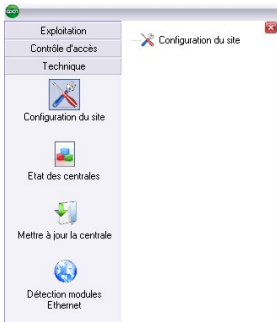 Exploitation
Contrôle d'accès
Technique
Configuration du site
Configuration du site
Etat des centrales
Mettre à jour la centrale
Détection modules
Ethernet